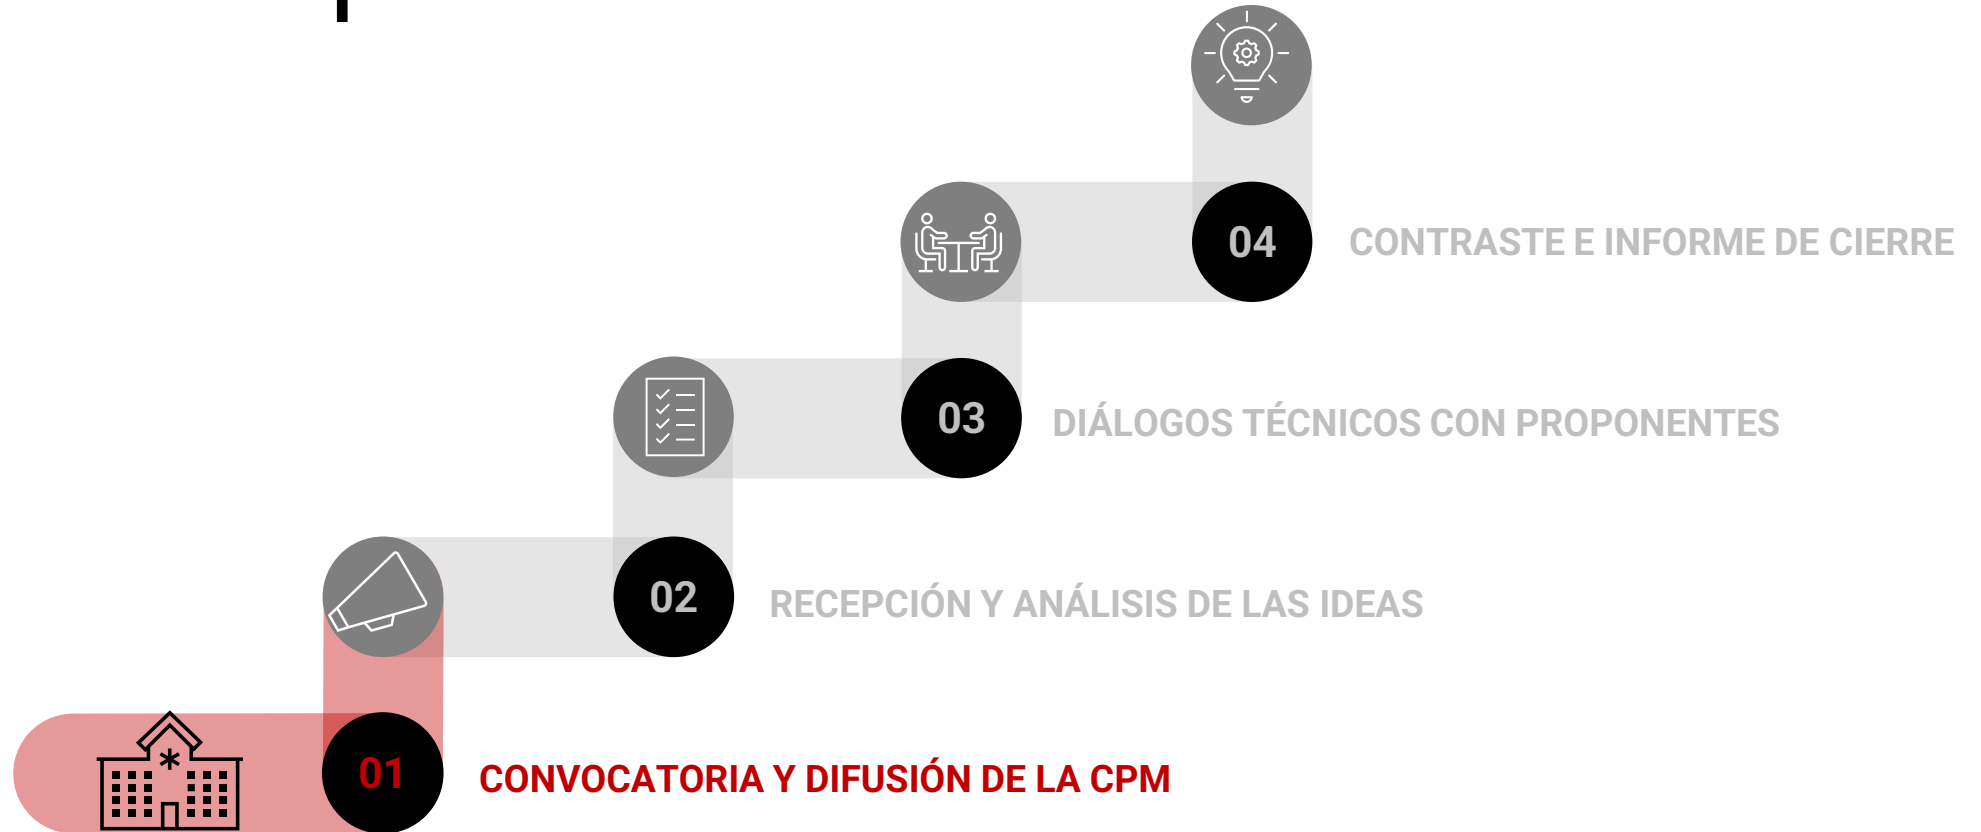 04 CONTRASTE E INFORME DE CIERRE
03 DIÁLOGOS TÉCNICOS CON PROPONENTES
02 RECEPCIÓN Y ANÁLISIS DE LAS IDEAS
01 CONVOCATORIA Y DIFUSIÓN DE LA CPM